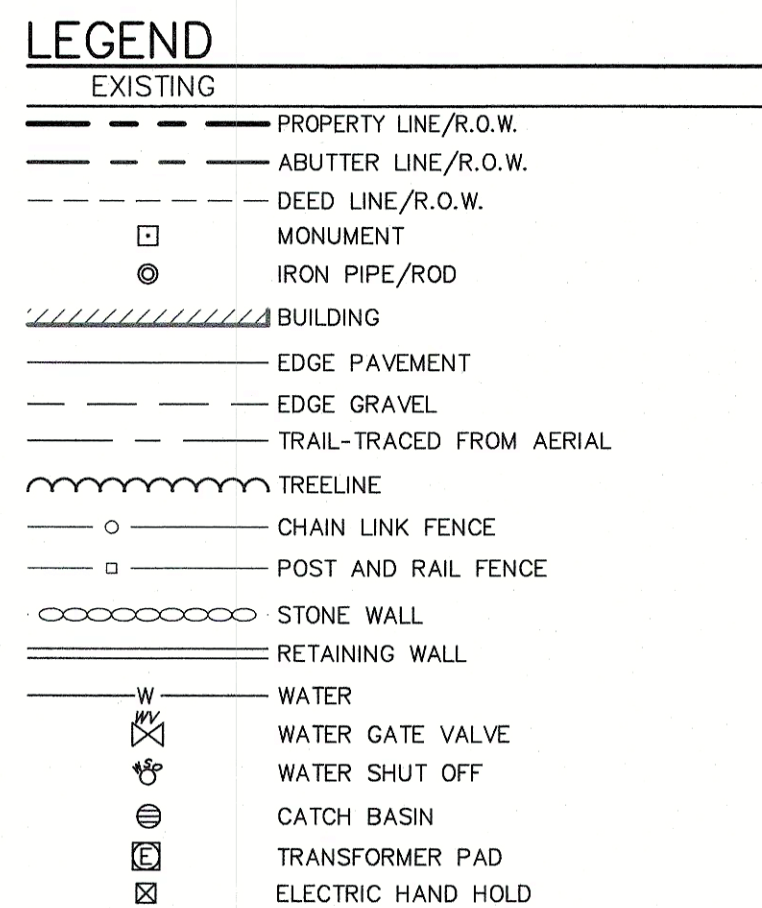 LEGEND
EXISTING
PROPERTY LINE/R.O.W.
ABUTTER LINE/R.O.W.
DEED LINE/R.O.W.
MONUMENT
IRON PIPE/ROD
BUILDING
EDGE PAVEMENT
EDGE GRAVEL
TRAIL-TRACED FROM AERIAL
TREELINE
CHAIN LINK FENCE
POST AND RAIL FENCE
STONE WALL
RETAINING WALL
W WATER
WV WATER GATE VALVE
WSO WATER SHUT OFF
CATCH BASIN
E TRANSFORMER PAD
ELECTRIC HAND HOLD